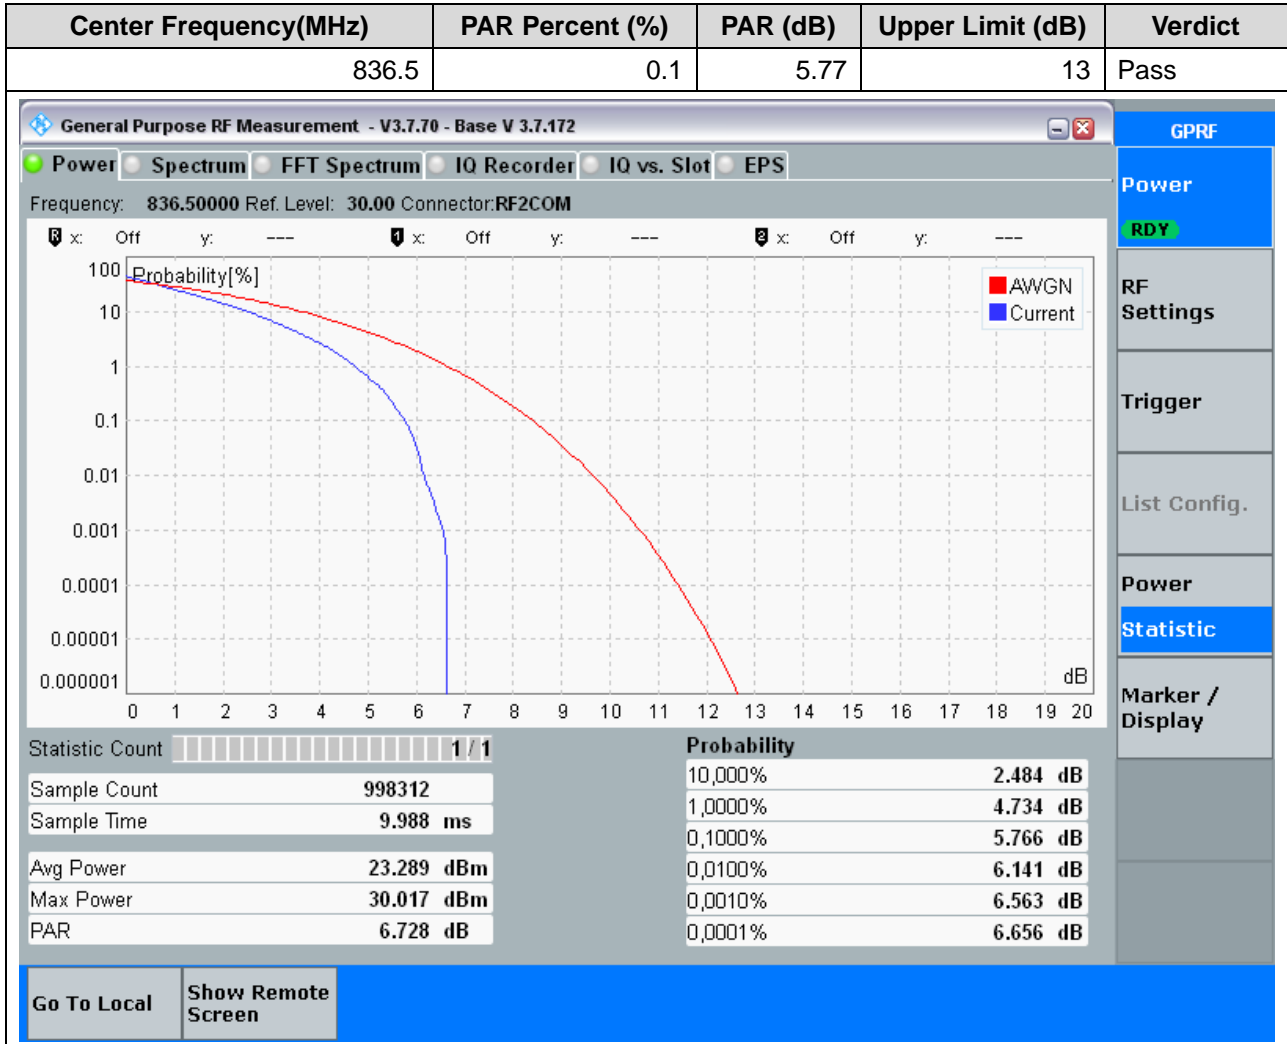 Center Frequency(MHz) PAR Percent (%) PAR (dB) Upper Limit (dB) Verdict
836.5 0.1 5.77 13 Pass
General Purpose RF Measurement - V3.7.70 - Base V 3.7.172
GPRF
Power Spectrum FFT Spectrum IQ Recorder IQ vs. Slot EPS
Frequency: 836.50000 Ref. Level: 30.00 Connector:RF2COM
R x: Off y: --- 1 x: Off y: --- 2 x: Off y: ---
Probability[%]
AWGN
Current
100
10
1
0.1
0.01
0.001
0.0001
0.00001
0.000001
dB
0 1 2 3 4 5 6 7 8 9 10 11 12 13 14 15 16 17 18 19 20
Statistic Count 1 / 1
Sample Count 998312
Sample Time 9.988 ms
Avg Power 23.289 dBm
Max Power 30.017 dBm
PAR 6.728 dB
Probability
10,000% 2.484 dB
1,0000% 4.734 dB
0,1000% 5.766 dB
0,0100% 6.141 dB
0,0010% 6.563 dB
0,0001% 6.656 dB
Power
RDY
RF
Settings
Trigger
List Config.
Power
Statistic
Marker /
Display
Go To Local
Show Remote
Screen